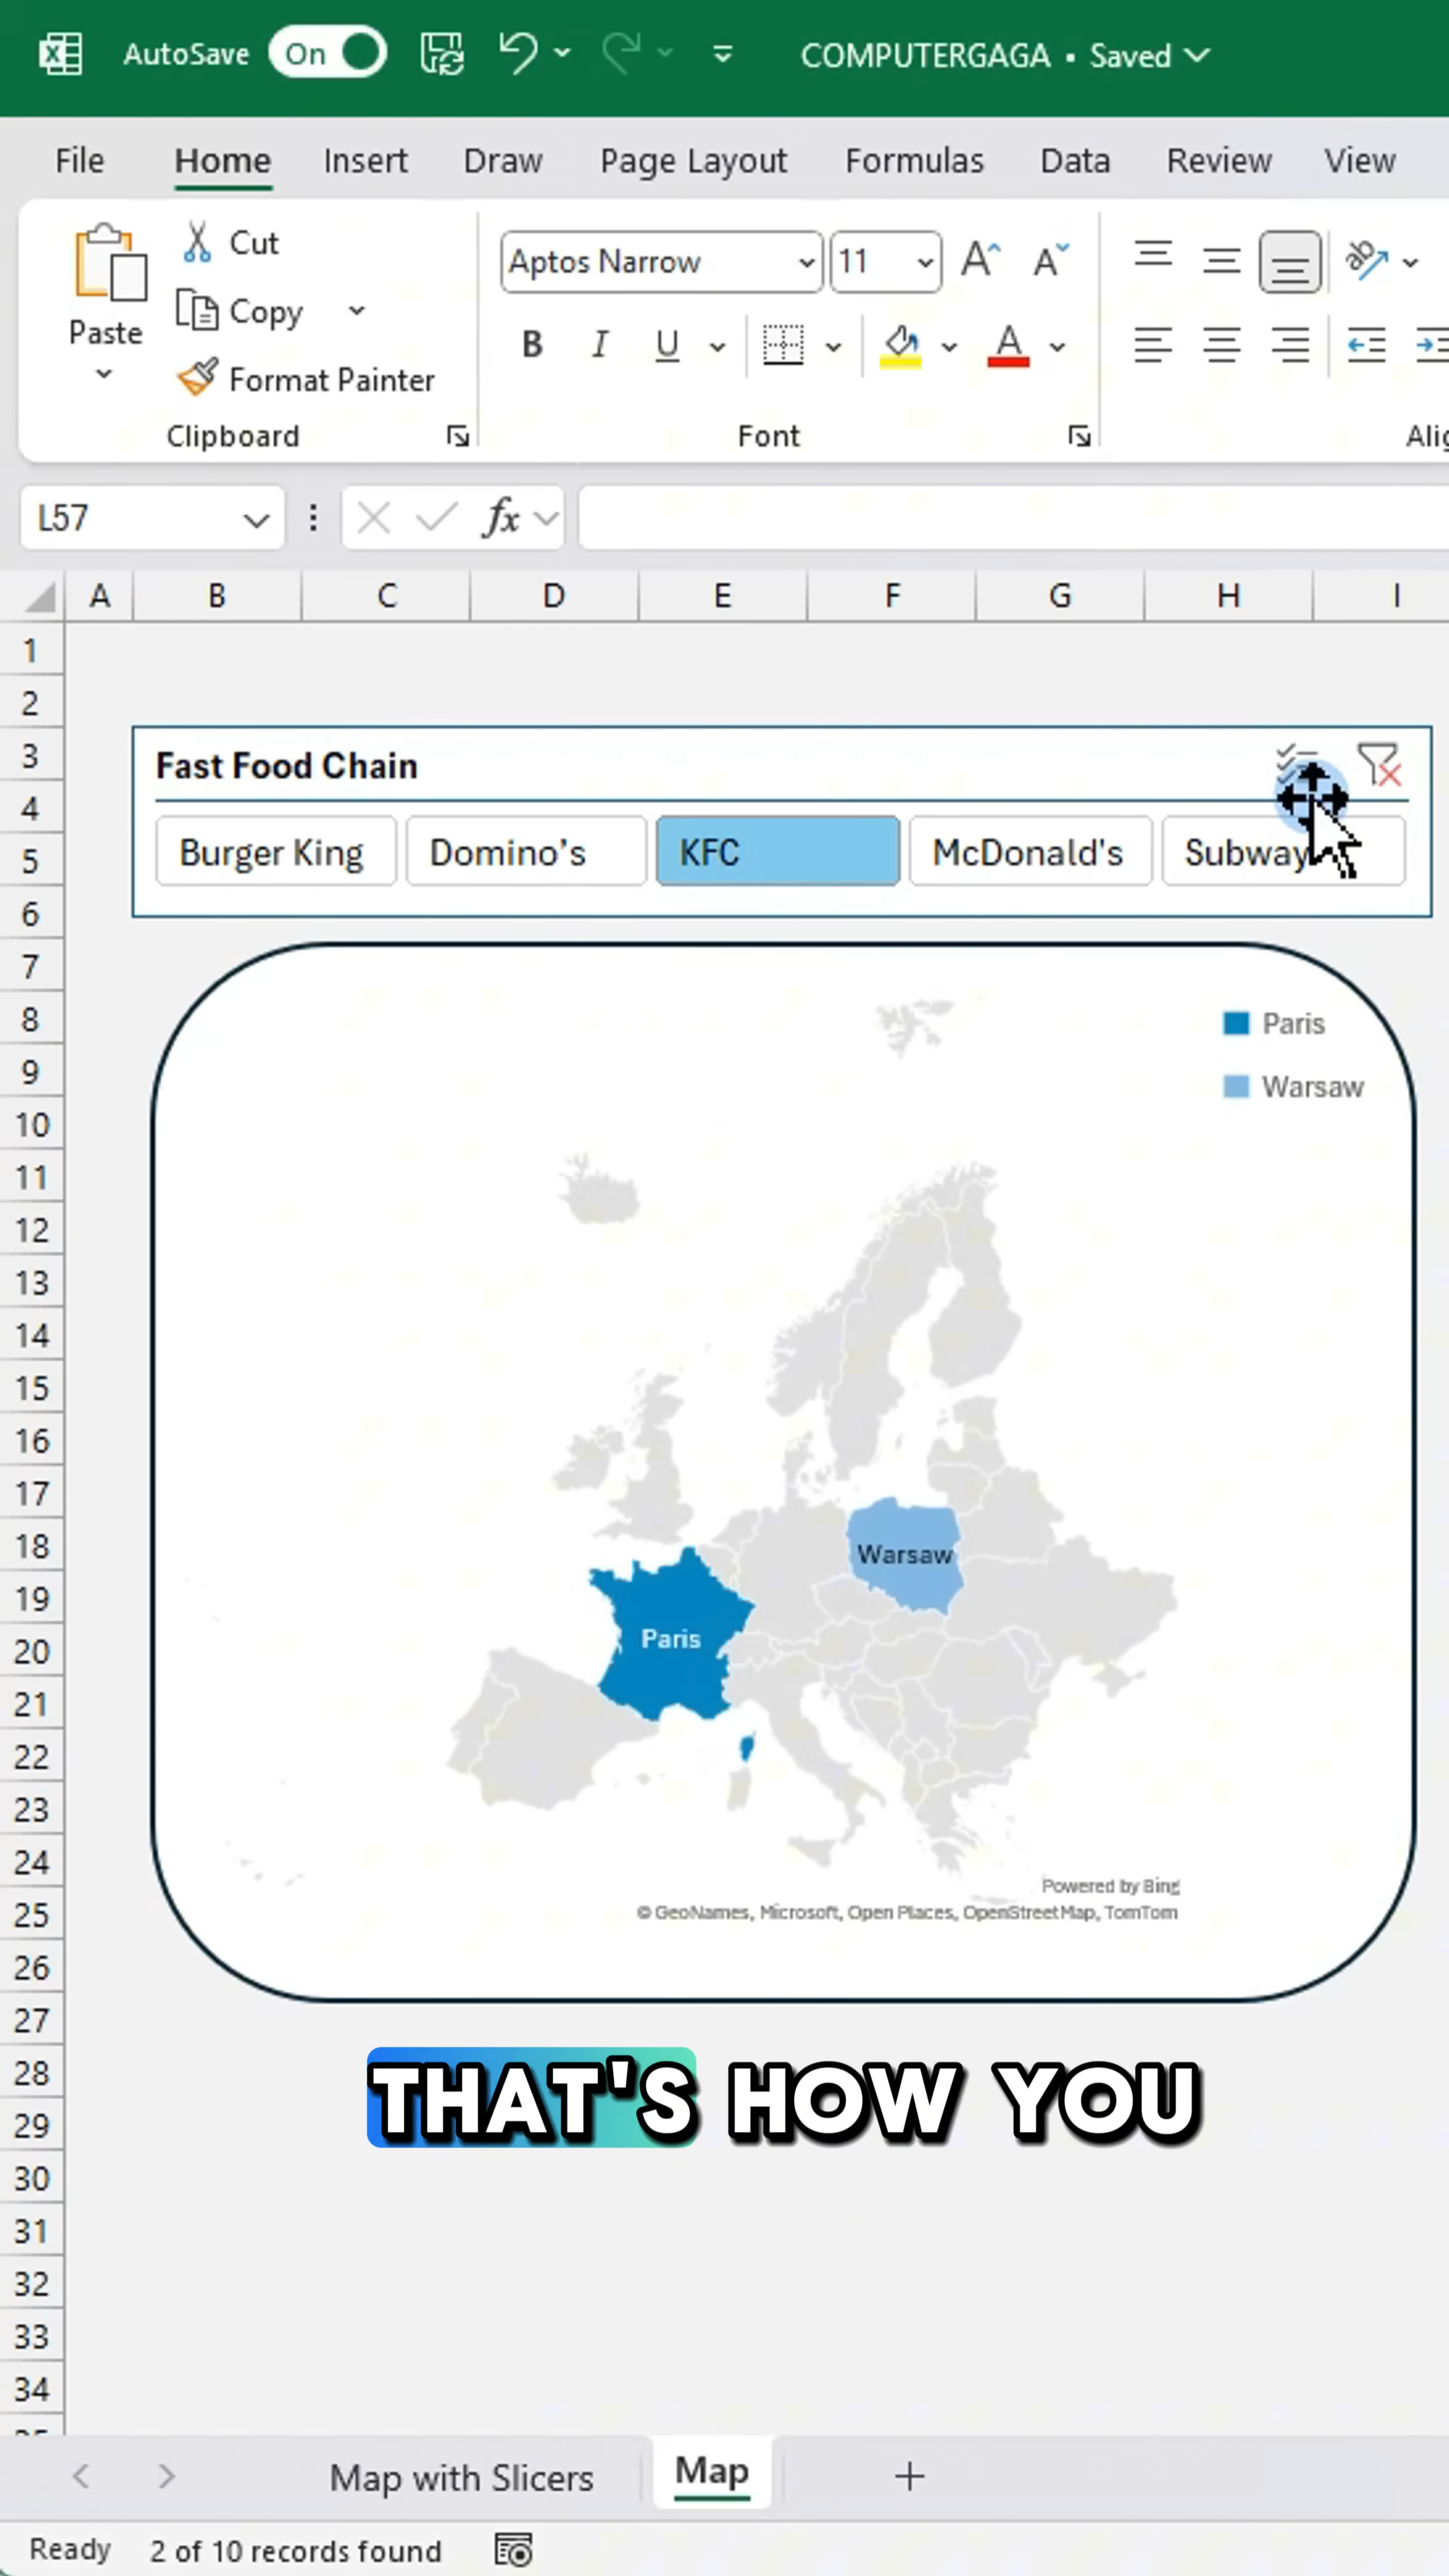 AutoSave On COMPUTERGAGA • Saved
File Home Insert Draw Page Layout Formulas Data Review View
Paste
Cut
Copy
Format Painter
Clipboard
Aptos Narrow 11
B I U A
Font
L57
fx
A B C D E F G H I
1
2
3
4
5
6
7
8
9
10
11
12
13
14
15
16
17
18
19
20
21
22
23
24
25
26
27
28
29
30
31
32
33
34
Fast Food Chain
Burger King Domino's KFC McDonald's Subway
Paris
Warsaw
Warsaw
Paris
Powered by Bing
© GeoNames, Microsoft, Open Places, OpenStreetMap, TomTom
THAT'S HOW YOU
Map with Slicers Map
Ready 2 of 10 records found